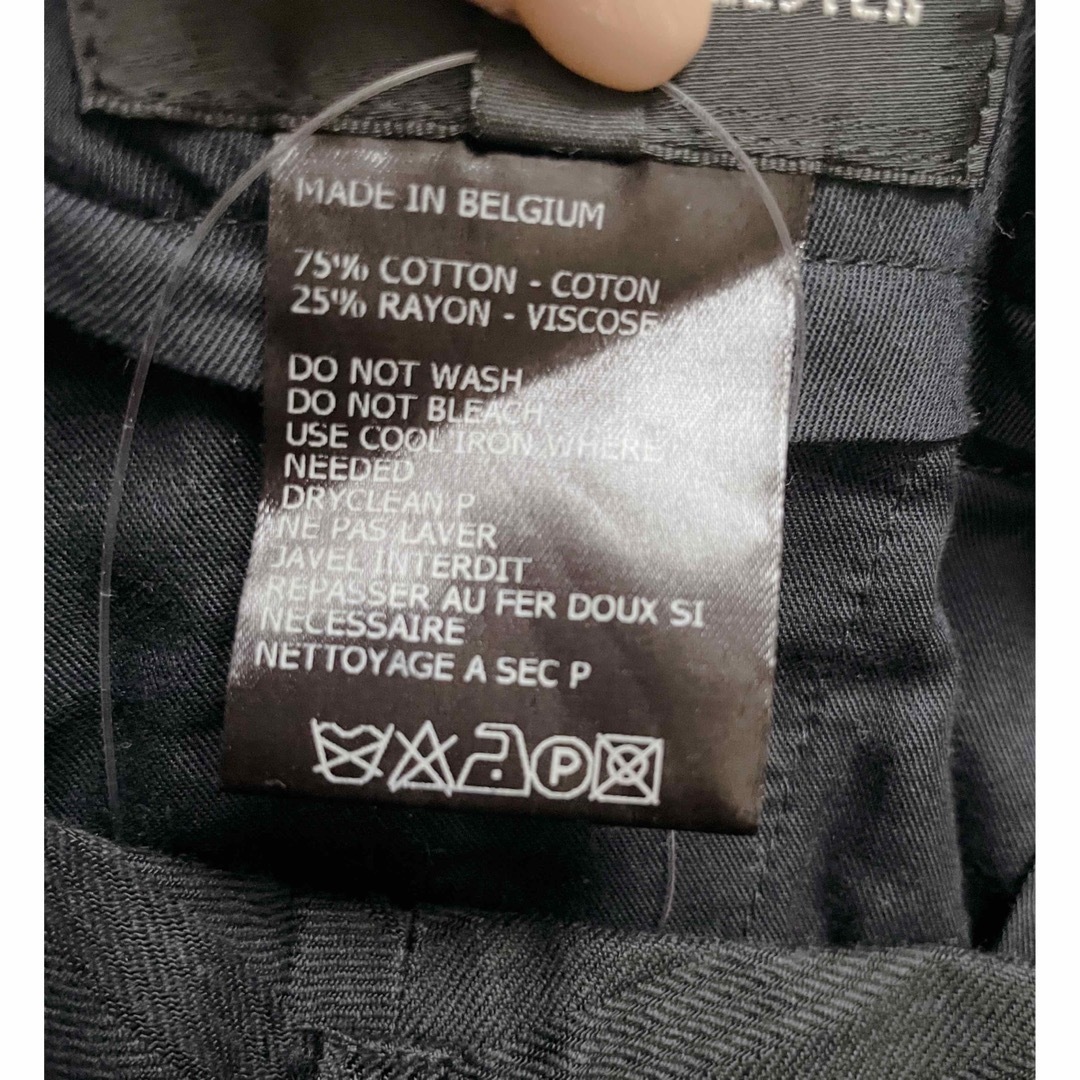 MADE IN BELGIUM
75% COTTON - COTON
25% RAYON - VISCOSE
DO NOT WASH
DO NOT BLEACH
USE COOL IRON WHERE
NEEDED
DRYCLEAN P
NE PAS LAVER
JAVEL INTERDIT
REPASSER AU FER DOUX SI
NECESSAIRE
NETTOYAGE A SEC P
P